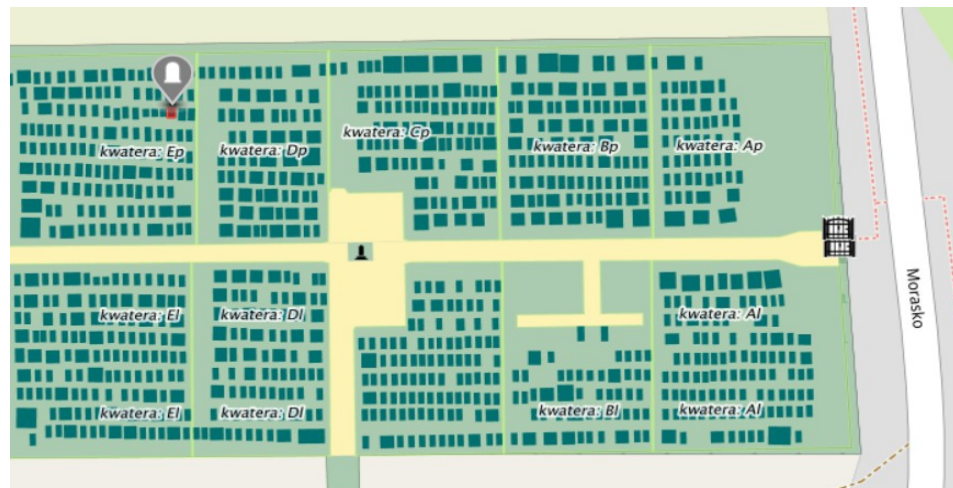 kwatera: Cp
kwatera: Ep
kwatera: Dp
kwatera: Bp
kwatera: Ap
Morasko
kwatera: El
kwatera: Dl
kwatera: Al
kwatera: El
kwatera: Dl
kwatera: Bl
kwatera: Al